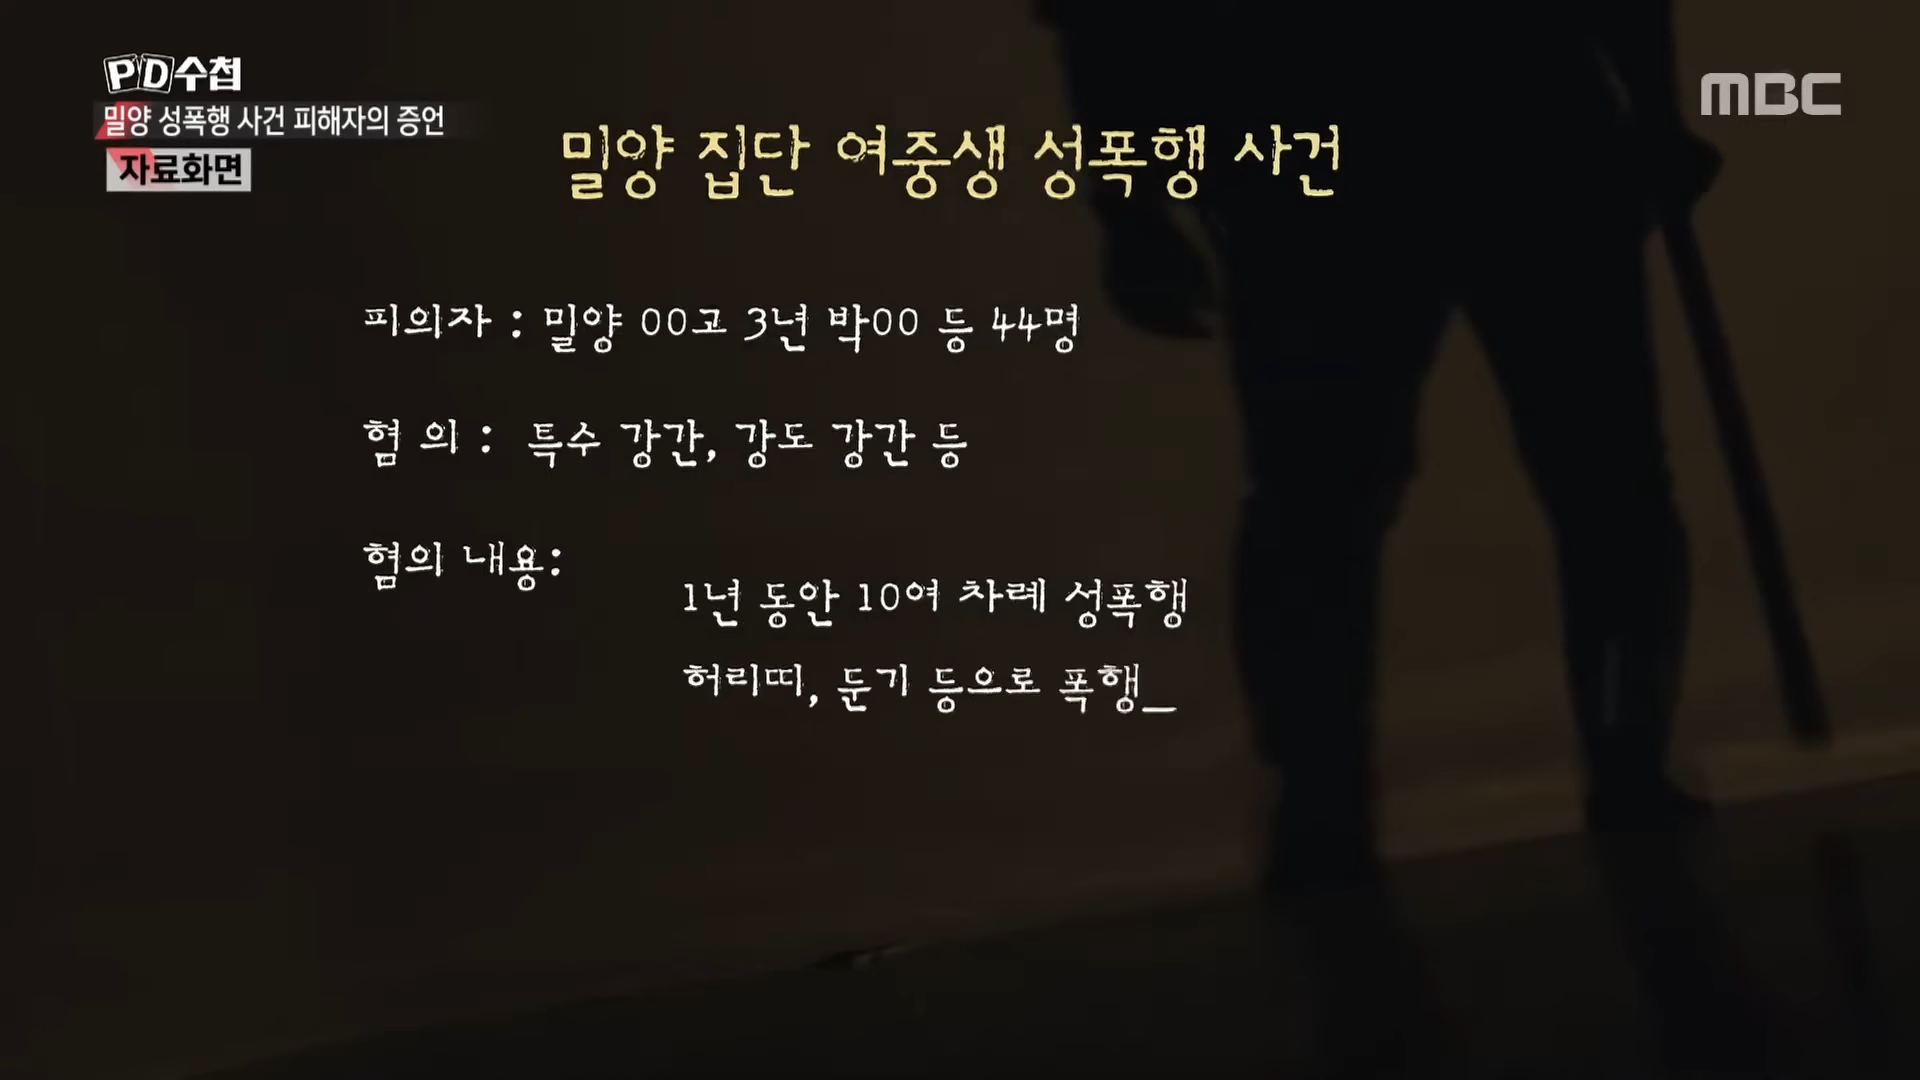 PD수첩
밀양 성폭행 사건 피해자의 증언
자료화면
MBC
밀양 집단 여중생 성폭행 사건
피의자 : 밀양 00고 3년 박00 등 44명
혐 의 : 특수 강간, 강도 강간 등
혐의 내용:
1년 동안 10여 차례 성폭행
허리띠, 둔기 등으로 폭행_